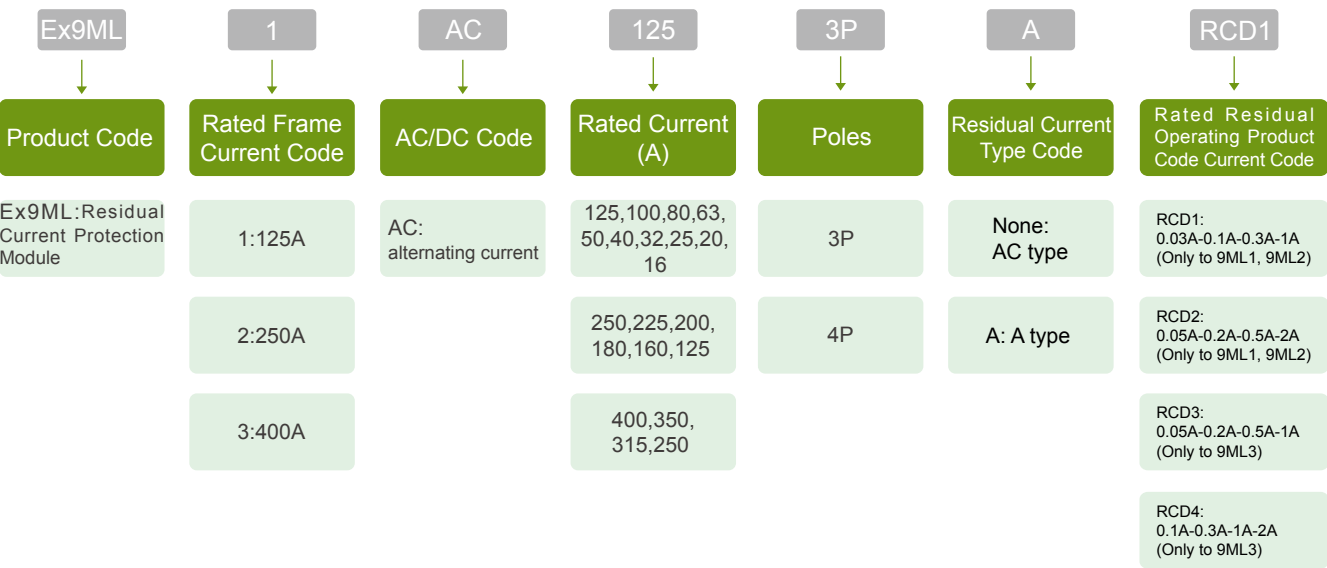 Ex9ML
1
AC
125
3P
A
RCD1
Product Code
Rated Frame
Current Code
AC/DC Code
Rated Current
(A)
Poles
Residual Current
Type Code
Rated Residual
Operating Product
Code Current Code
Ex9ML:Residual
Current Protection
Module
1:125A
AC:
alternating current
125,100,80,63,
50,40,32,25,20,
16
3P
None:
AC type
RCD1:
0.03A-0.1A-0.3A-1A
(Only to 9ML1, 9ML2)
2:250A
250,225,200,
180,160,125
4P
A: A type
RCD2:
0.05A-0.2A-0.5A-2A
(Only to 9ML1, 9ML2)
3:400A
400,350,
315,250
RCD3:
0.05A-0.2A-0.5A-1A
(Only to 9ML3)
RCD4:
0.1A-0.3A-1A-2A
(Only to 9ML3)